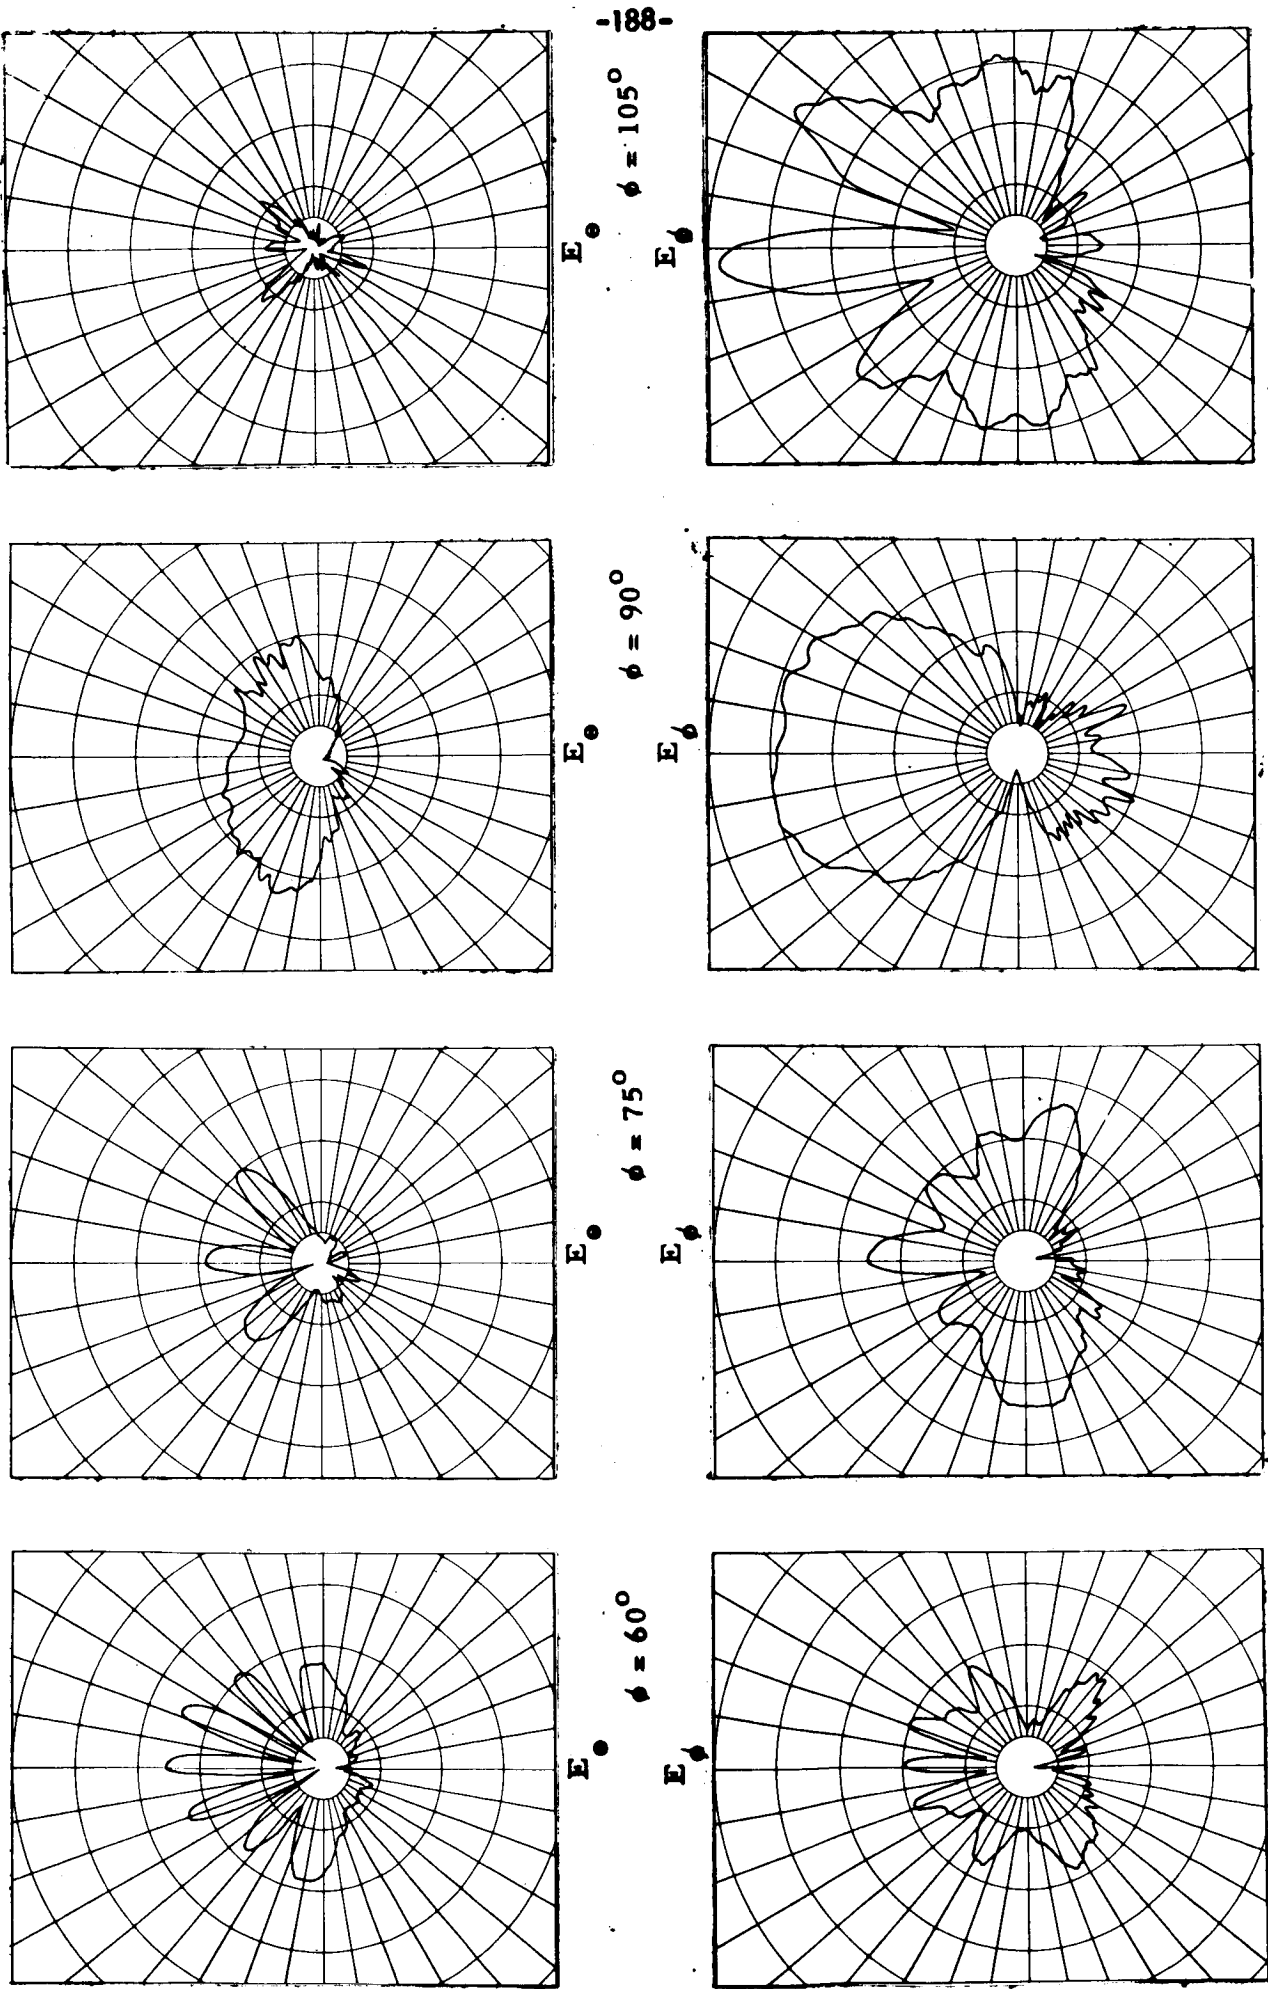 -188-
E_θ φ = 105° E_φ
E_θ φ = 90° E_φ
E_θ φ = 75° E_φ
E_θ φ = 60° E_φ